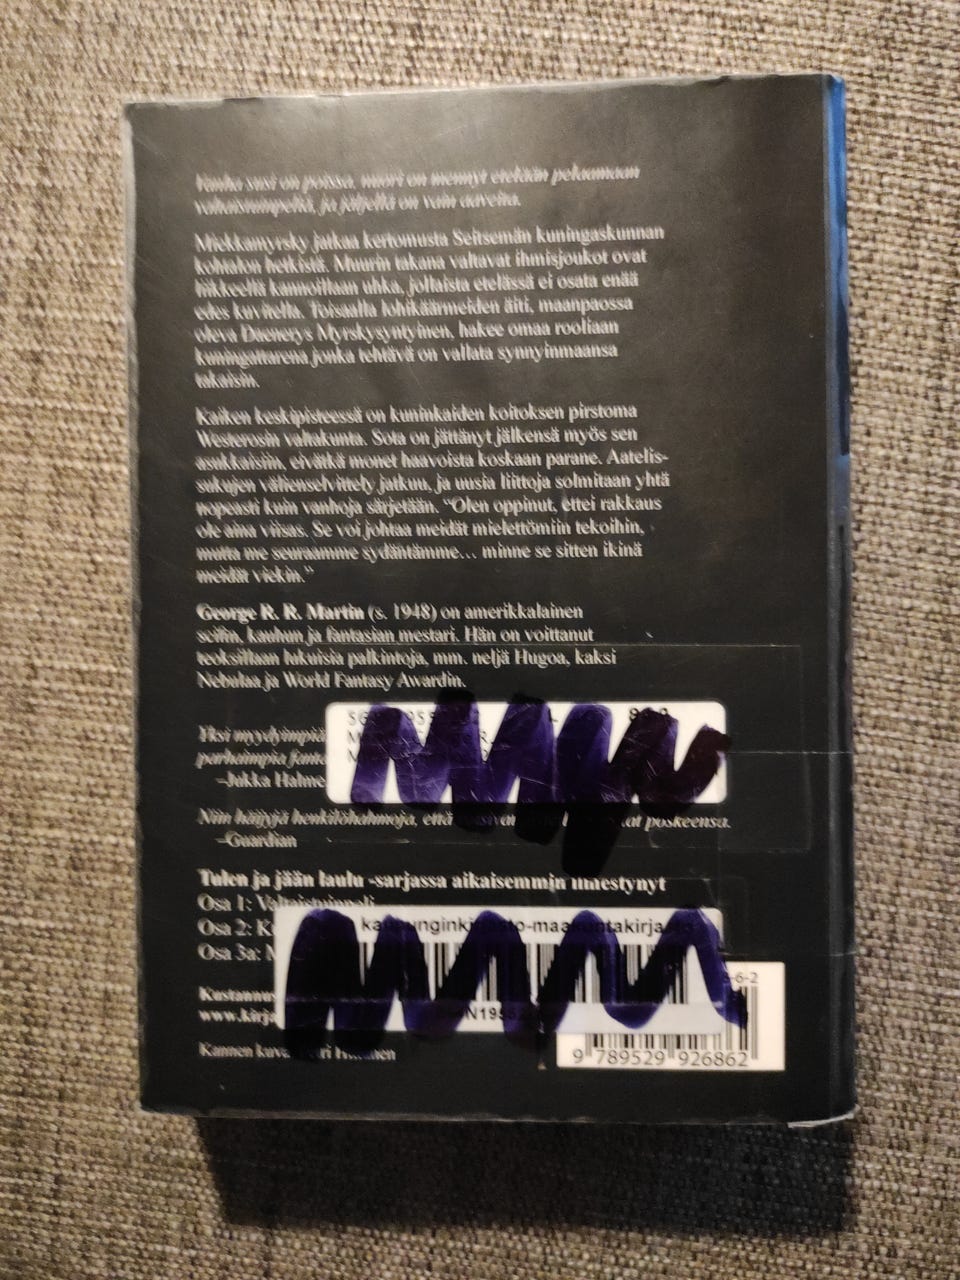 Vanha susi on poissa, nuori on mennyt etelään pelaamaan
valtaistuinpeliä, ja jäljellä on vain aaveita.
Miekkamyrsky jatkaa kertomusta Seitsemän kuningaskunnan
kohtalon hetkistä. Muurin takana valtavat ihmisjoukot ovat
liikkeellä kannoillaan uhka, jollaista etelässä ei osata enää
edes kuvitella. Toisaalla lohikäärmeiden äiti, maanpaossa
oleva Daenerys Myrskysyntyinen, hakee omaa rooliaan
kuningattarena jonka tehtävä on vallata synnyinmaansa
takaisin.
Kaiken keskipisteessä on kuninkaiden koitoksen pirstoma
Westerosin valtakunta. Sota on jättänyt jälkensä myös sen
asukkaisiin, eivätkä monet haavoista koskaan parane. Aatelis-
sukujen välienselvittely jatkuu, ja uusia liittoja solmitaan yhtä
nopeasti kuin vanhoja särjetään. "Olen oppinut, ettei rakkaus
ole aina viisas. Se voi johtaa meidät mielettömiin tekoihin,
mutta me seuraamme sydäntämme... minne se sitten ikinä
meidät viekin."
George R. R. Martin (s. 1948) on amerikkalainen
scifin, kauhun ja fantasian mestari. Hän on voittanut
teoksillaan lukuisia palkintoja, mm. neljä Hugoa, kaksi
Nebulaa ja World Fantasy Awardin.
Yksi myydyimpiä
parhaimpia
–Jukka Halme
Niin häijyjä henkilöhahmoja, että poskeensa.
–Guardian
Tulen ja jään laulu -sarjassa aikaisemmin ilmestynyt
Osa 1: Valtaistuinpeli
Osa 2:
Osa 3a:
kaupunginkirjasto-maakuntakirjasto
-6-2
Kustannus
www.kirja
Kannen kuva:
9 789529 926862